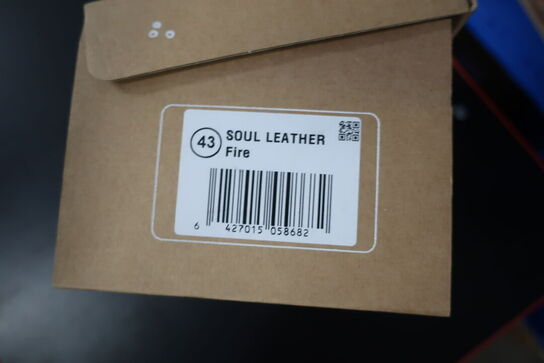 43
SOUL LEATHER
Fire
6 427015 058682